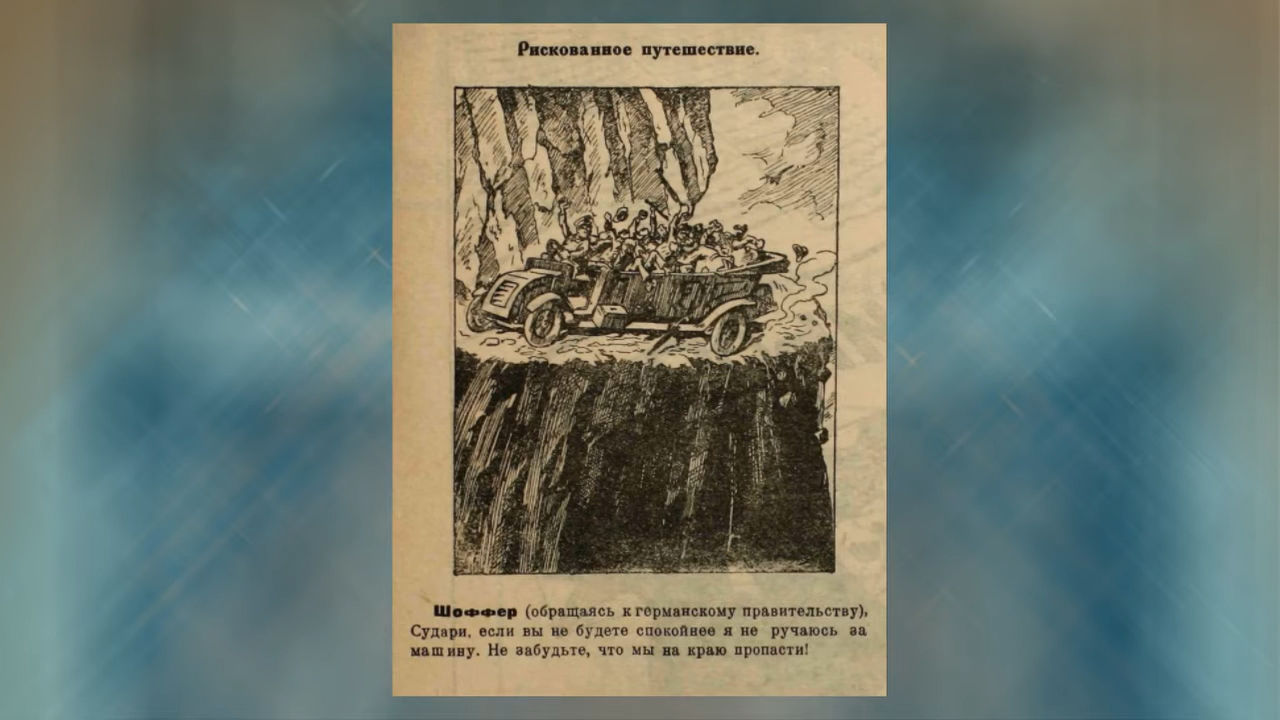 Рискованное путешествие.
Шоффер (обращаясь к германскому правительству),
Судари, если вы не будете спокойнее я не ручаюсь за
машину. Не забудьте, что мы на краю пропасти!